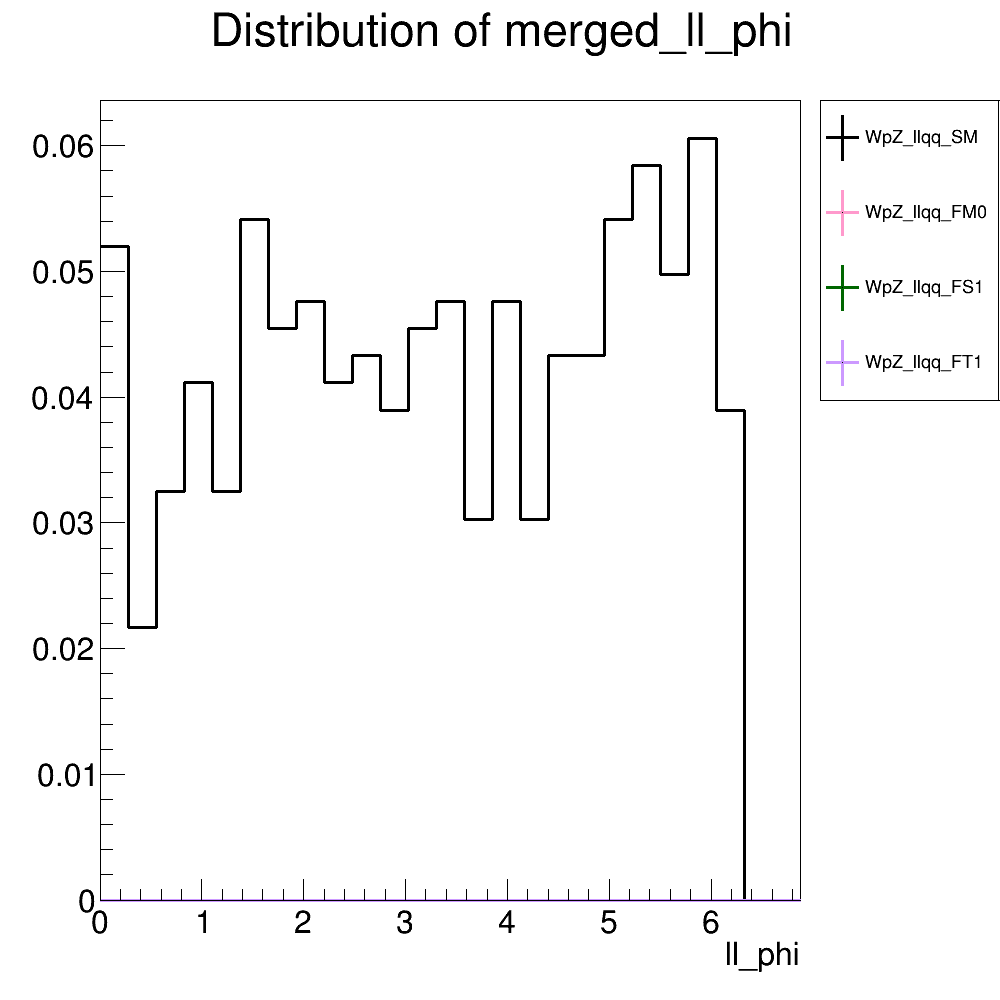 Distribution of merged_ll_phi
0.06
0.05
0.04
0.03
0.02
0.01
0
0 1 2 3 4 5 6
ll_phi
WpZ_llqq_SM
WpZ_llqq_FM0
WpZ_llqq_FS1
WpZ_llqq_FT1